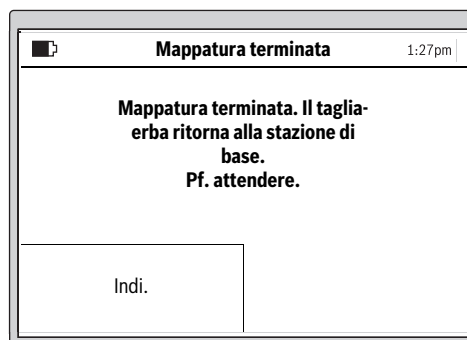 Mappatura terminata 1:27pm
Mappatura terminata. Il taglia-
erba ritorna alla stazione di
base.
Pf. attendere.
Indi.